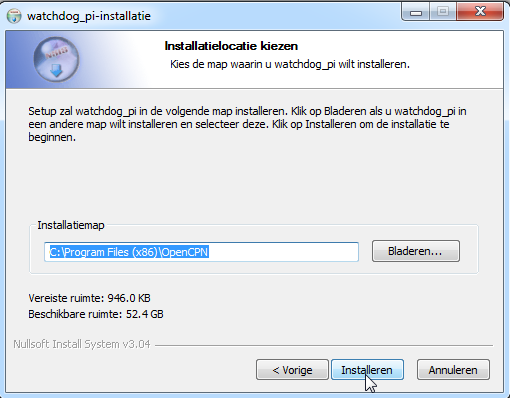 watchdog_pi-installatie
Installatielocatie kiezen
Kies de map waarin u watchdog_pi wilt installeren.
Setup zal watchdog_pi in de volgende map installeren. Klik op Bladeren als u watchdog_pi in
een andere map wilt installeren en selecteer deze. Klik op Installeren om de installatie te
beginnen.
Installatiemap
C:\Program Files (x86)\OpenCPN
Bladeren...
Vereiste ruimte: 946.0 KB
Beschikbare ruimte: 52.4 GB
Nullsoft Install System v3.04
< Vorige
Installeren
Annuleren